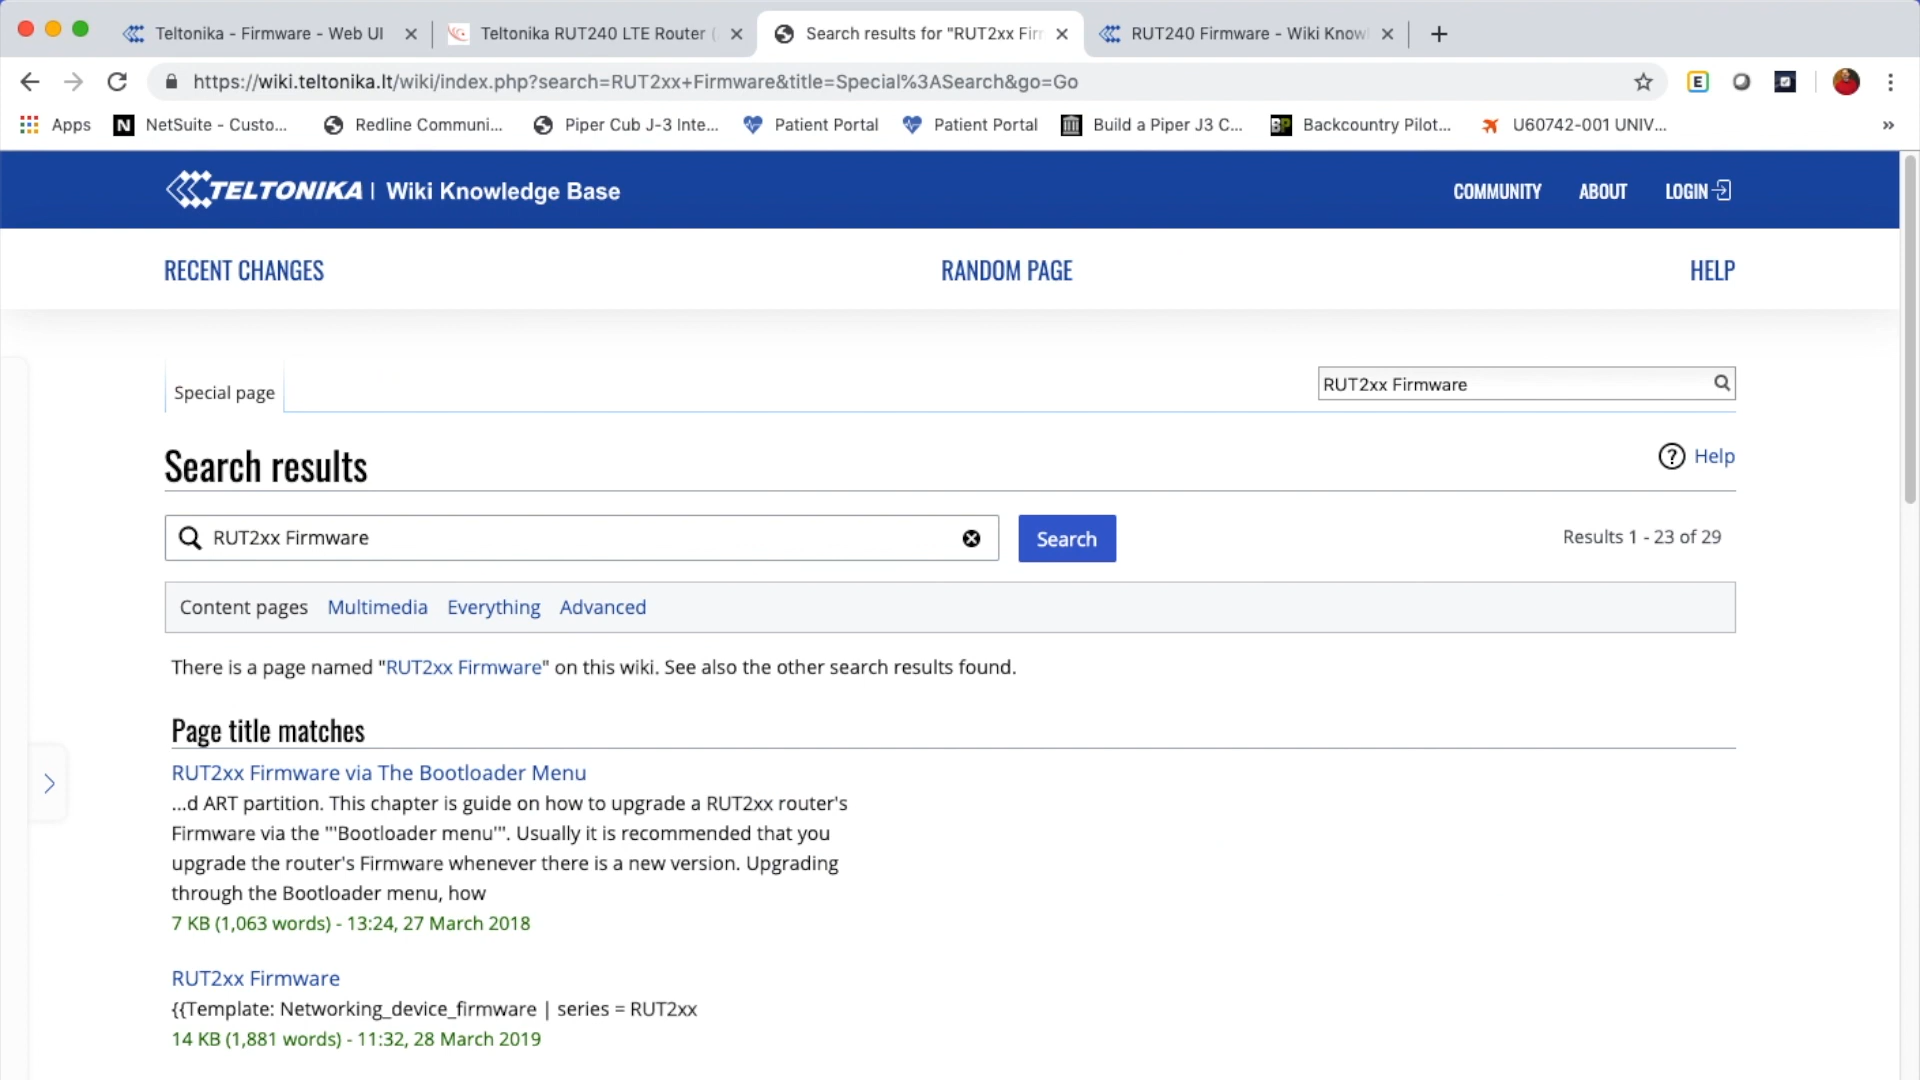 Teltonika - Firmware - Web UI
Teltonika RUT240 LTE Router (
Search results for "RUT2xx Fir
RUT240 Firmware - Wiki Know
https://wiki.teltonika.lt/wiki/index.php?search=RUT2xx+Firmware&title=Special%3ASearch&go=Go
E
Apps
N NetSuite - Custo...
Redline Communi...
Piper Cub J-3 Inte...
Patient Portal
Patient Portal
Build a Piper J3 C...
BP Backcountry Pilot...
U60742-001 UNIV...
»
TELTONIKA | Wiki Knowledge Base
COMMUNITY
ABOUT
LOGIN
RECENT CHANGES
RANDOM PAGE
HELP
Special page
RUT2xx Firmware
Search results
? Help
RUT2xx Firmware
Search
Results 1 - 23 of 29
Content pages Multimedia Everything Advanced
There is a page named "RUT2xx Firmware" on this wiki. See also the other search results found.
Page title matches
RUT2xx Firmware via The Bootloader Menu
...d ART partition. This chapter is guide on how to upgrade a RUT2xx router's
Firmware via the '''Bootloader menu'''. Usually it is recommended that you
upgrade the router's Firmware whenever there is a new version. Upgrading
through the Bootloader menu, how
7 KB (1,063 words) - 13:24, 27 March 2018
RUT2xx Firmware
{{Template: Networking_device_firmware | series = RUT2xx
14 KB (1,881 words) - 11:32, 28 March 2019